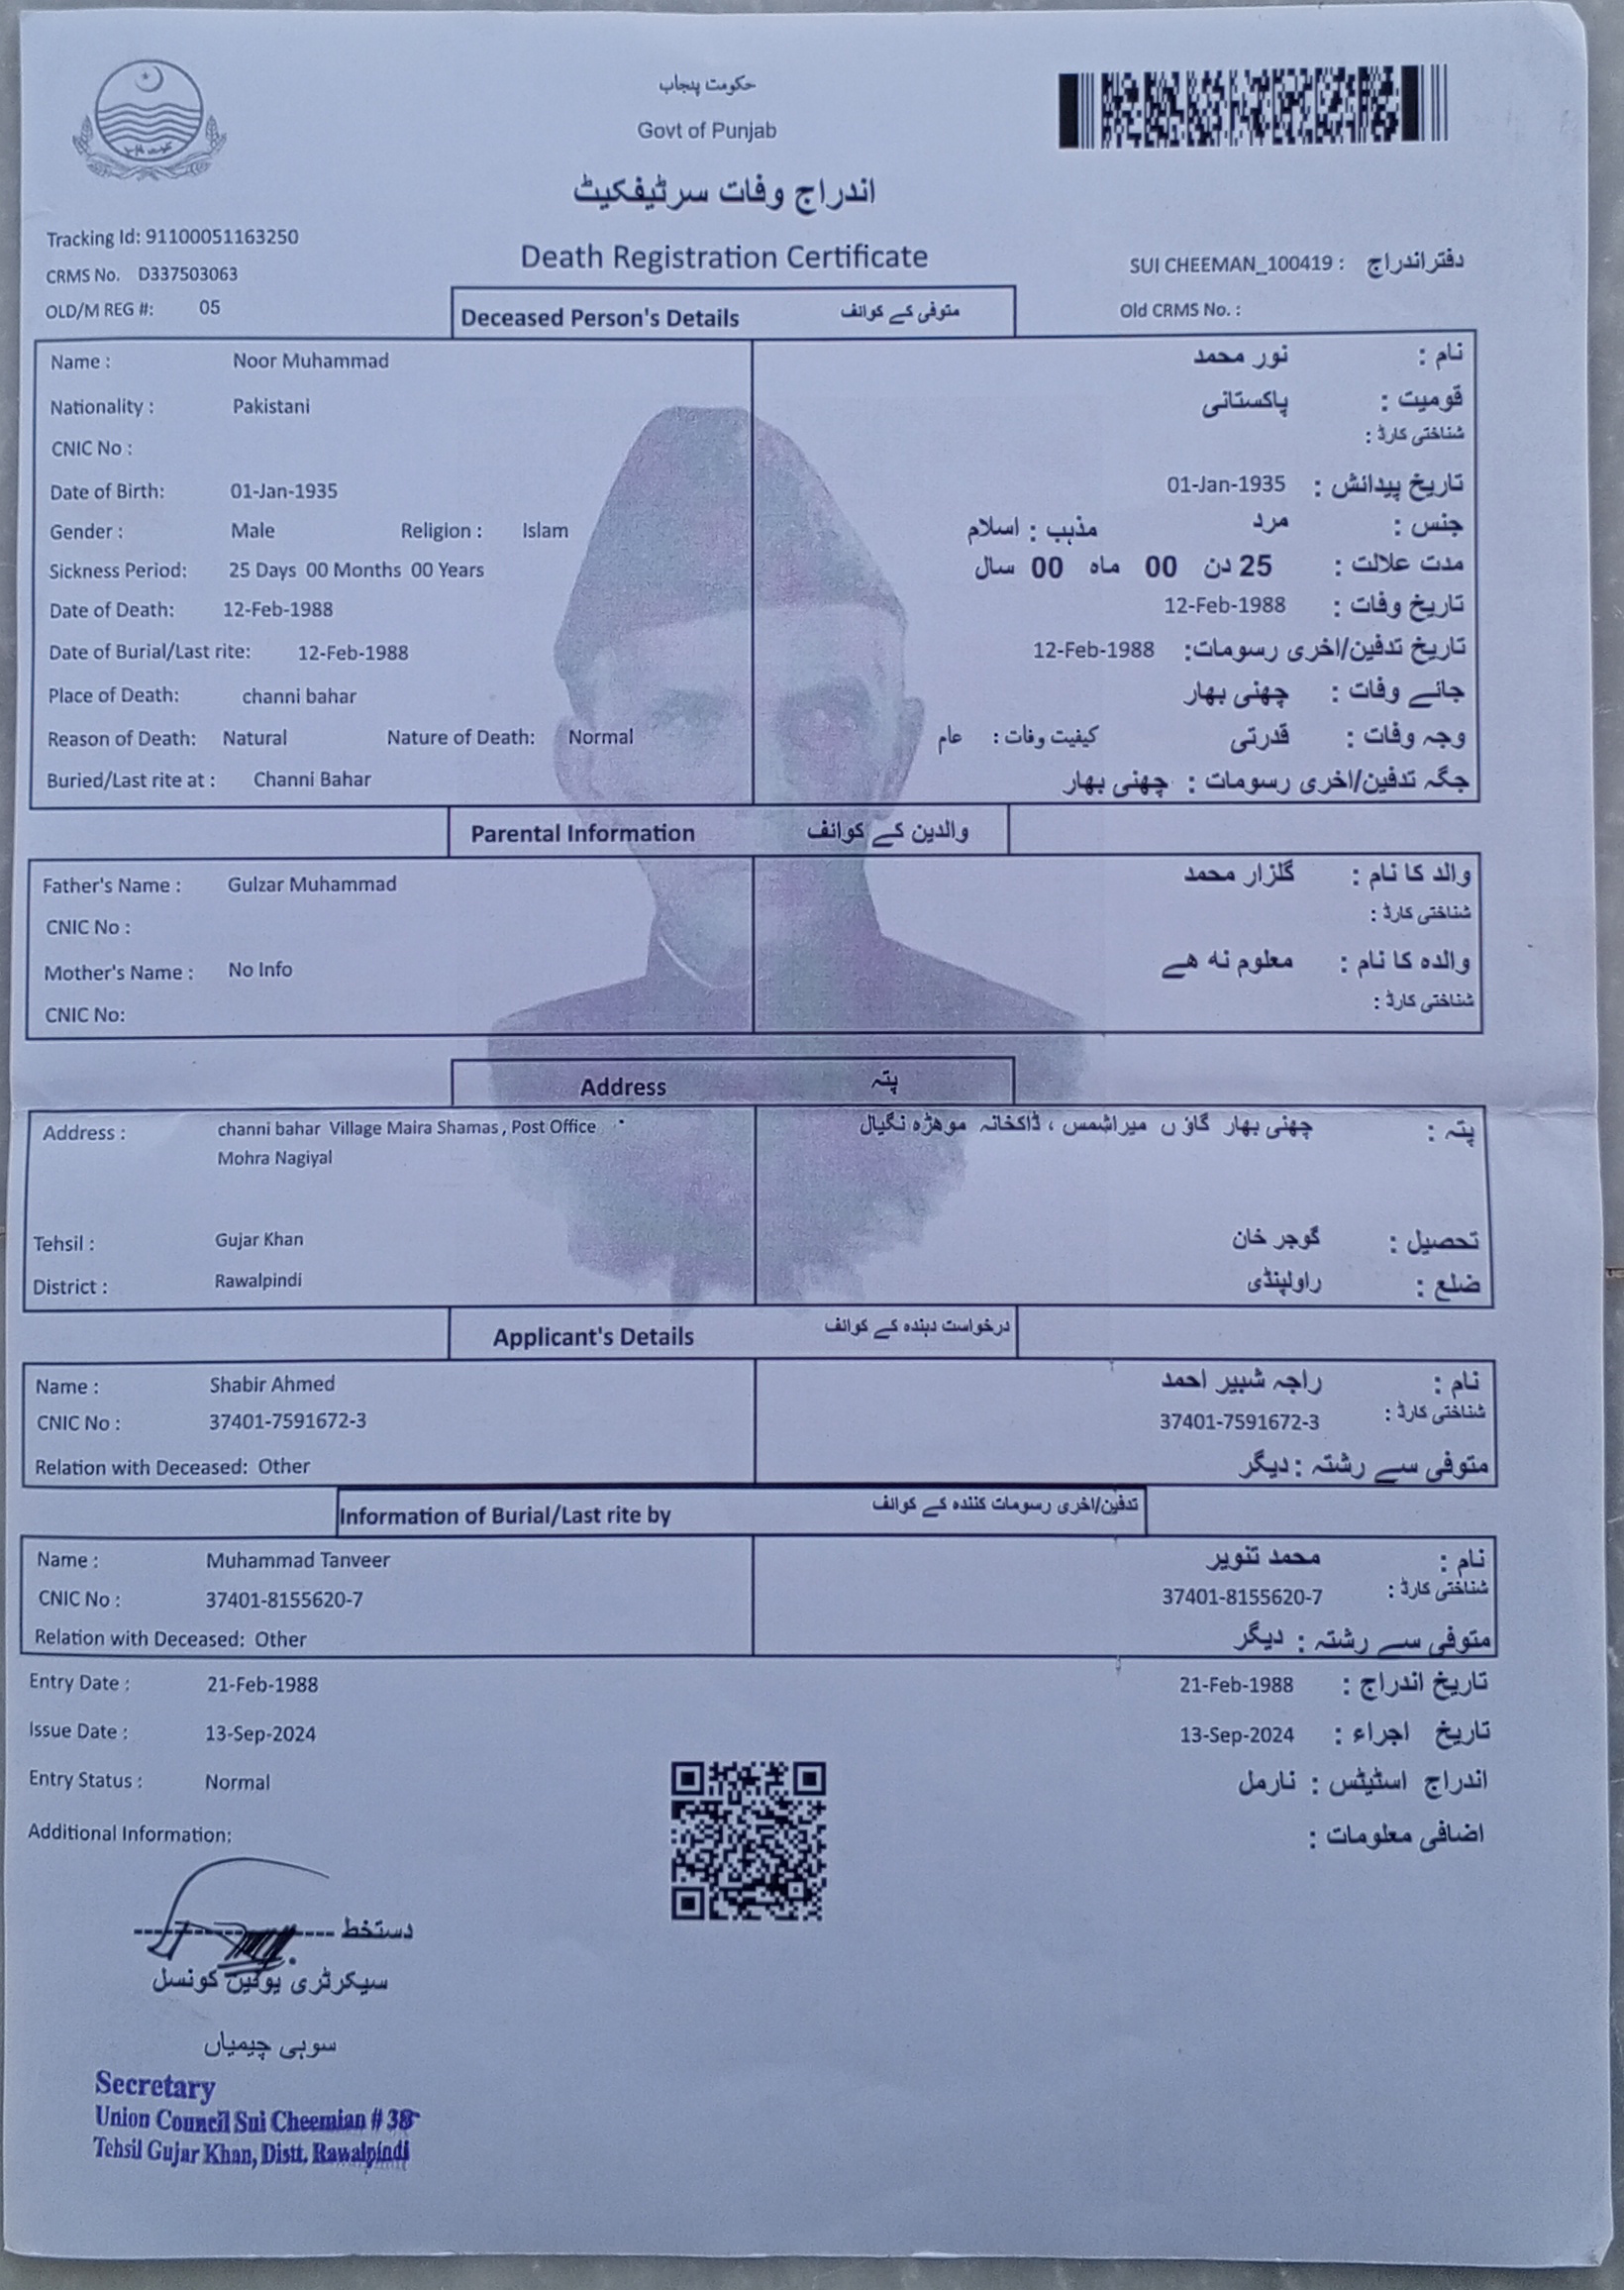 حکومت پنجاب
Govt of Punjab
اندراج وفات سرٹیفکیٹ
Death Registration Certificate
Tracking Id: 91100051163250
CRMS No. D337503063
OLD/M REG #: 05
دفتر اندراج : SUI CHEEMAN_100419
Old CRMS No. :
Deceased Person's Details متوفی کے کوائف
Name : Noor Muhammad نام : نور محمد
Nationality : Pakistani قومیت : پاکستانی
CNIC No : شناختی کارڈ :
Date of Birth: 01-Jan-1935 تاریخ پیدائش : 01-Jan-1935
Gender : Male Religion : Islam جنس : مرد مذہب : اسلام
Sickness Period: 25 Days 00 Months 00 Years مدت علالت : 25 دن 00 ماہ 00 سال
Date of Death: 12-Feb-1988 تاریخ وفات : 12-Feb-1988
Date of Burial/Last rite: 12-Feb-1988 تاریخ تدفین/اخری رسومات: 12-Feb-1988
Place of Death: channi bahar جائے وفات : چھنی بھار
Reason of Death: Natural Nature of Death: Normal وجہ وفات : قدرتی کیفیت وفات : عام
Buried/Last rite at : Channi Bahar جگہ تدفین/اخری رسومات : چھنی بھار
Parental Information والدین کے کوائف
Father's Name : Gulzar Muhammad والد کا نام : گلزار محمد
CNIC No : شناختی کارڈ :
Mother's Name : No Info والدہ کا نام : معلوم نہ ھے
CNIC No: شناختی کارڈ :
Address پتہ
Address : channi bahar Village Maira Shamas , Post Office پتہ : چھنی بھار گاؤں میراشمس ، ڈاکخانہ موھڑہ نگیال
Mohra Nagiyal
Tehsil : Gujar Khan تحصیل : گوجر خان
District : Rawalpindi ضلع : راولپنڈی
Applicant's Details درخواست دہندہ کے کوائف
Name : Shabir Ahmed نام : راجہ شبیر احمد
CNIC No : 37401-7591672-3 شناختی کارڈ : 37401-7591672-3
Relation with Deceased: Other متوفی سے رشتہ : دیگر
Information of Burial/Last rite by تدفین/اخری رسومات کنندہ کے کوائف
Name : Muhammad Tanveer نام : محمد تنویر
CNIC No : 37401-8155620-7 شناختی کارڈ : 37401-8155620-7
Relation with Deceased: Other متوفی سے رشتہ : دیگر
Entry Date : 21-Feb-1988 تاریخ اندراج : 21-Feb-1988
Issue Date : 13-Sep-2024 تاریخ اجراء : 13-Sep-2024
Entry Status : Normal اندراج اسٹیٹس : نارمل
Additional Information: اضافی معلومات :
دستخط
سیکرٹری یونین کونسل
سوہی چیمیاں
Secretary
Union Council Sui Cheemian # 38
Tehsil Gujar Khan, Distt. Rawalpindi